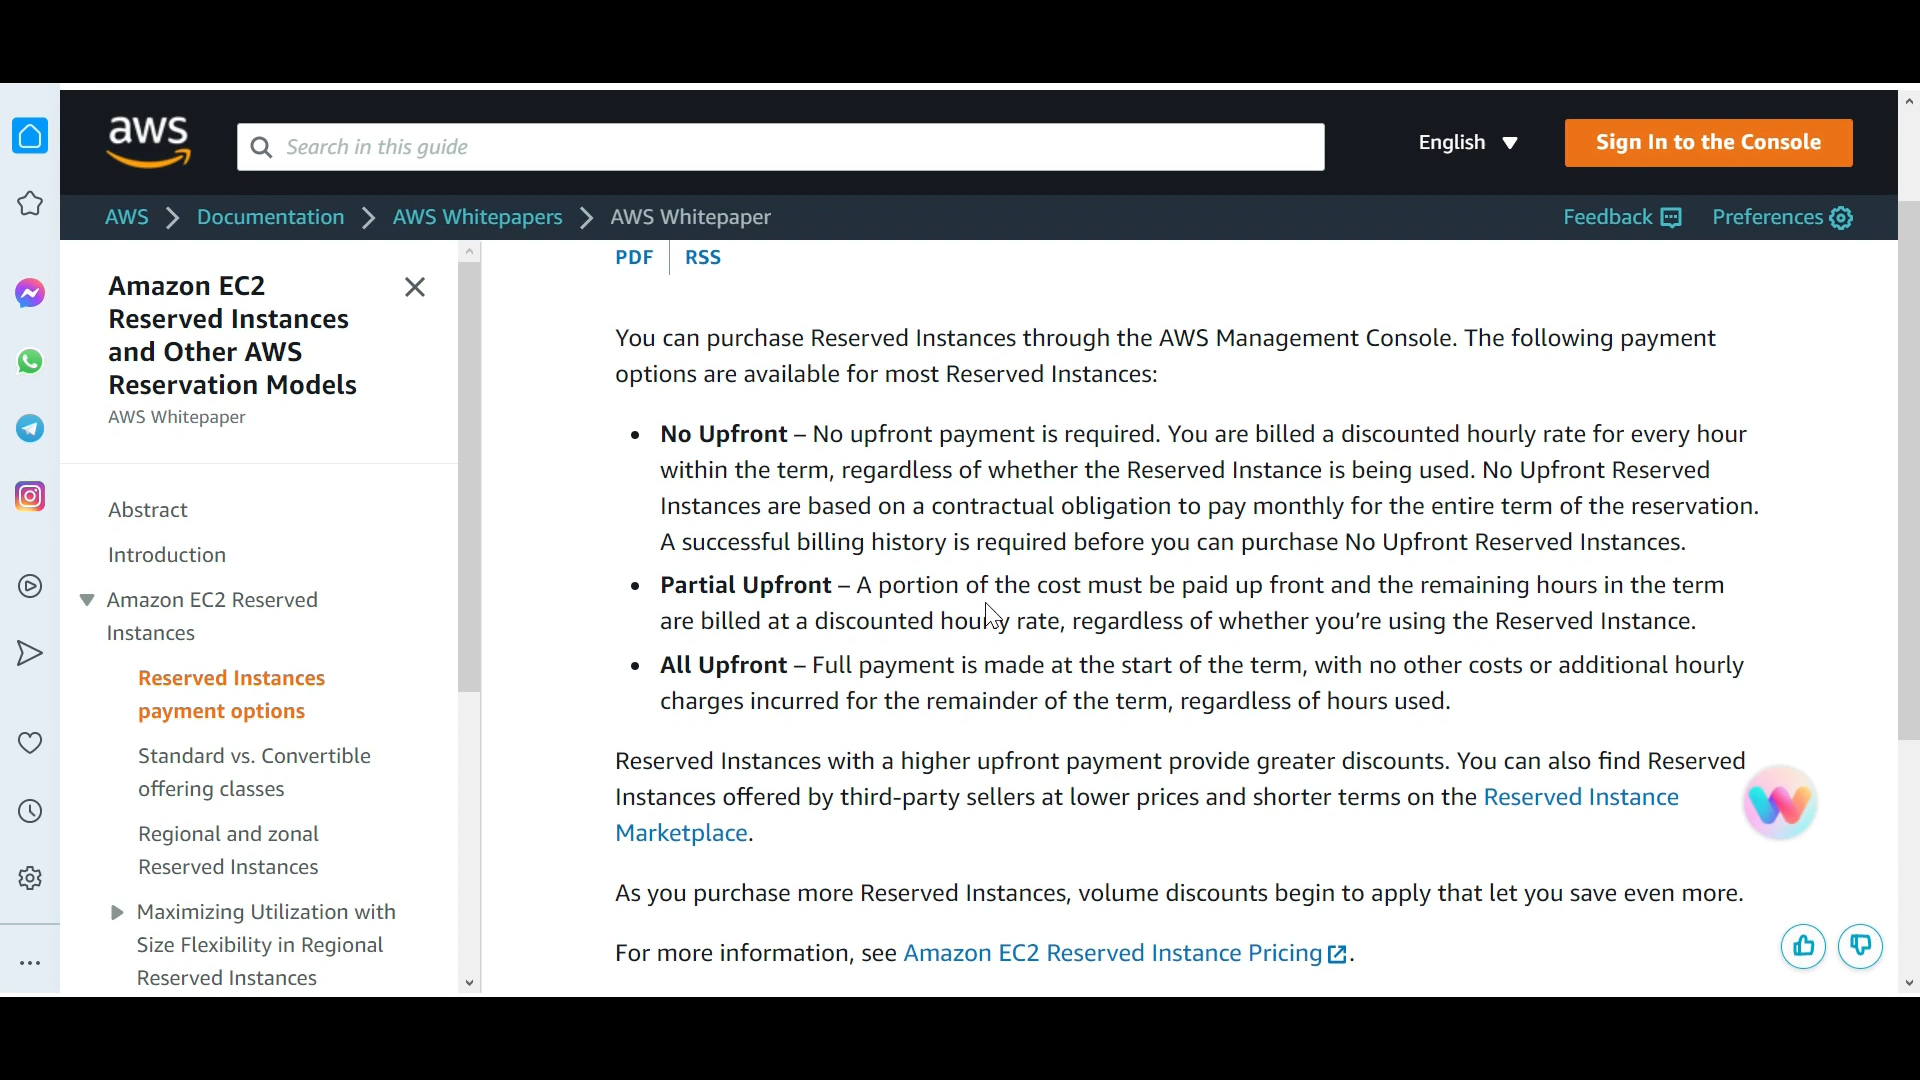 aws
Search in this guide
English
Sign In to the Console
AWS
Documentation
AWS Whitepapers
AWS Whitepaper
Feedback
Preferences
Amazon EC2
Reserved Instances
and Other AWS
Reservation Models
AWS Whitepaper
Abstract
Introduction
Amazon EC2 Reserved
Instances
Reserved Instances
payment options
Standard vs. Convertible
offering classes
Regional and zonal
Reserved Instances
Maximizing Utilization with
Size Flexibility in Regional
Reserved Instances
PDF
RSS
You can purchase Reserved Instances through the AWS Management Console. The following payment
options are available for most Reserved Instances:
• No Upfront – No upfront payment is required. You are billed a discounted hourly rate for every hour
within the term, regardless of whether the Reserved Instance is being used. No Upfront Reserved
Instances are based on a contractual obligation to pay monthly for the entire term of the reservation.
A successful billing history is required before you can purchase No Upfront Reserved Instances.
• Partial Upfront – A portion of the cost must be paid up front and the remaining hours in the term
are billed at a discounted hourly rate, regardless of whether you’re using the Reserved Instance.
• All Upfront – Full payment is made at the start of the term, with no other costs or additional hourly
charges incurred for the remainder of the term, regardless of hours used.
Reserved Instances with a higher upfront payment provide greater discounts. You can also find Reserved
Instances offered by third-party sellers at lower prices and shorter terms on the Reserved Instance
Marketplace.
As you purchase more Reserved Instances, volume discounts begin to apply that let you save even more.
For more information, see Amazon EC2 Reserved Instance Pricing.